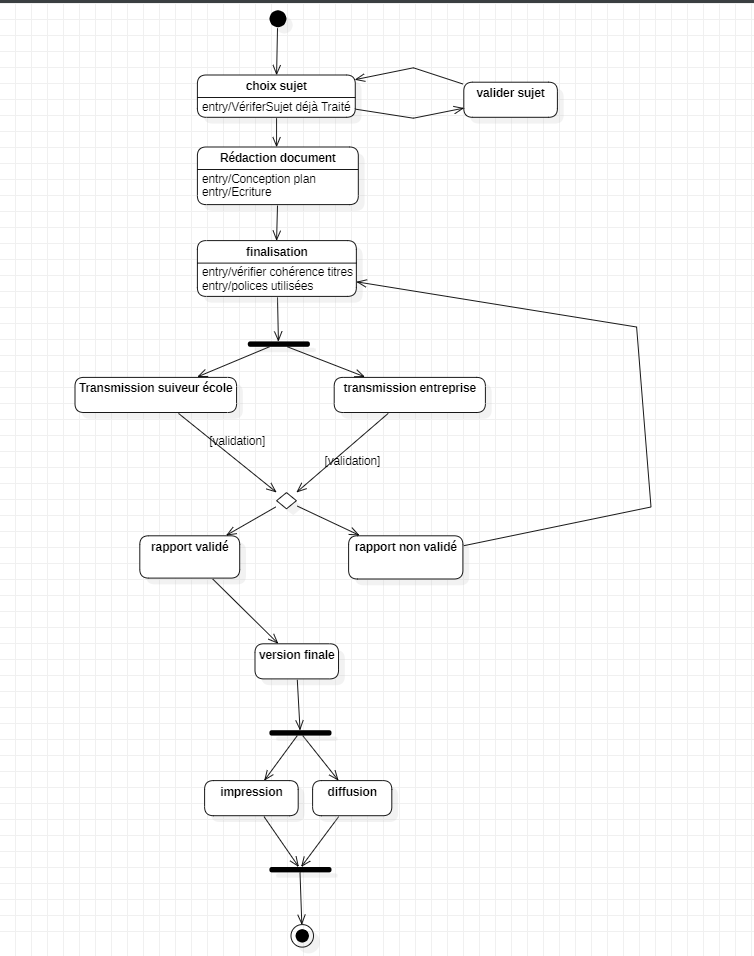 choix sujet
entry/VériferSujet déjà Traité
valider sujet
Rédaction document
entry/Conception plan
entry/Ecriture
finalisation
entry/vérifier cohérence titres
entry/polices utilisées
Transmission suiveur école
transmission entreprise
[validation]
[validation]
rapport validé
rapport non validé
version finale
impression
diffusion